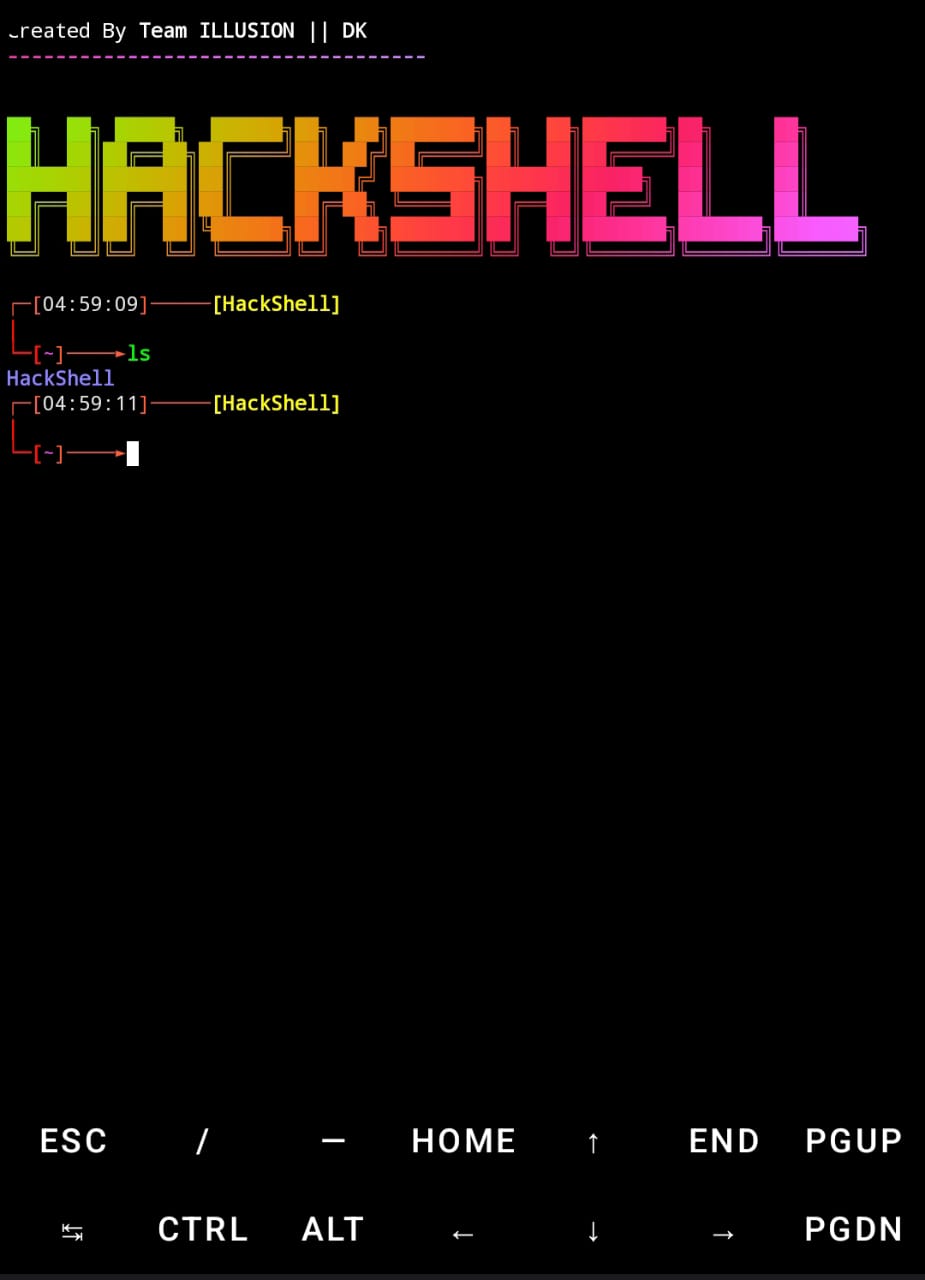 Created By Team ILLUSION || DK
-----------------------------------
HACKSHELL
┌─[04:59:09]─────[HackShell]
│
└─[~]────►ls
HackShell
┌─[04:59:11]─────[HackShell]
│
└─[~]────►
ESC / — HOME ↑ END PGUP
↹ CTRL ALT ← ↓ → PGDN